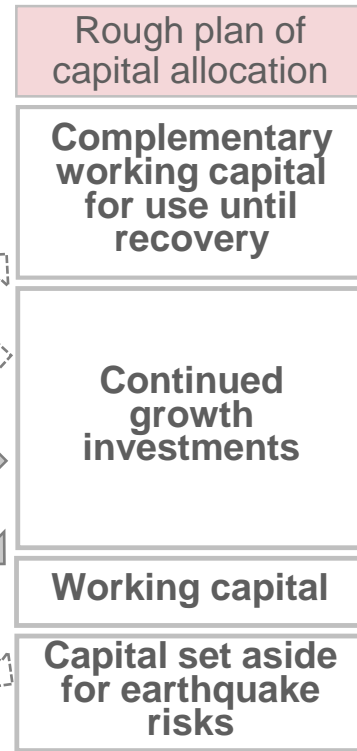 Rough plan of
capital allocation
Complementary
working capital
for use until
recovery
Continued
growth
investments
Working capital
Capital set aside
for earthquake
risks